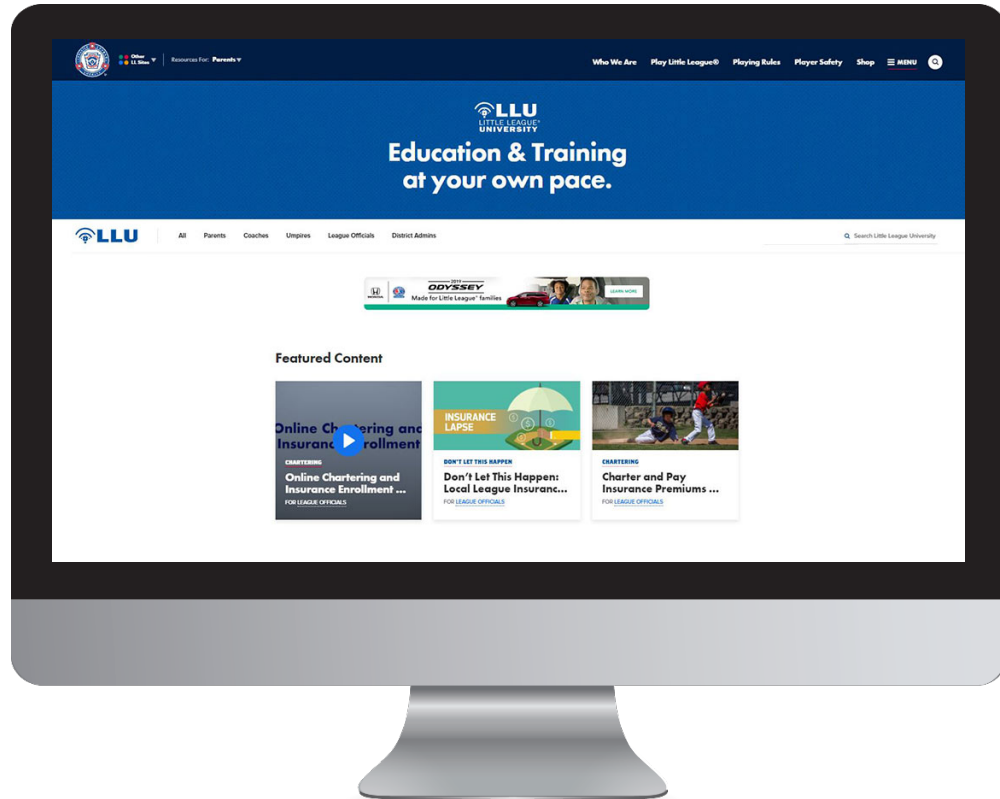 Other
LL Sites
Resources For: Parents
Who We Are
Play Little League®
Playing Rules
Player Safety
Shop
MENU
LLU
LITTLE LEAGUE®
UNIVERSITY
Education & Training
at your own pace.
LLU
All
Parents
Coaches
Umpires
League Officials
District Admins
Search Little League University
HONDA
2019
ODYSSEY
Made for Little League® families
LEARN MORE
Featured Content
Online Chartering and
Insurance Enrollment
CHARTERING
Online Chartering and
Insurance Enrollment ...
FOR LEAGUE OFFICIALS
INSURANCE
LAPSE
DON'T LET THIS HAPPEN
Don't Let This Happen:
Local League Insuranc...
FOR LEAGUE OFFICIALS
CHARTERING
Charter and Pay
Insurance Premiums ...
FOR LEAGUE OFFICIALS